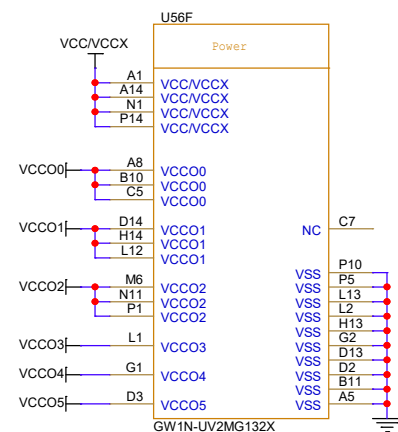 U56F
Power
VCC/VCCX
A1 VCC/VCCX
A14 VCC/VCCX
N1 VCC/VCCX
P14 VCC/VCCX
VCCO0 A8 VCCO0
B10 VCCO0
C5 VCCO0
VCCO1 D14 VCCO1 NC C7
H14 VCCO1
L12 VCCO1
VSS P10
VCCO2 M6 VCCO2 VSS P5
N11 VCCO2 VSS L13
P1 VCCO2 VSS L2
VSS H13
VCCO3 L1 VCCO3 VSS G2
VSS D13
VCCO4 G1 VCCO4 VSS D2
VSS B11
VCCO5 D3 VCCO5 VSS A5
GW1N-UV2MG132X